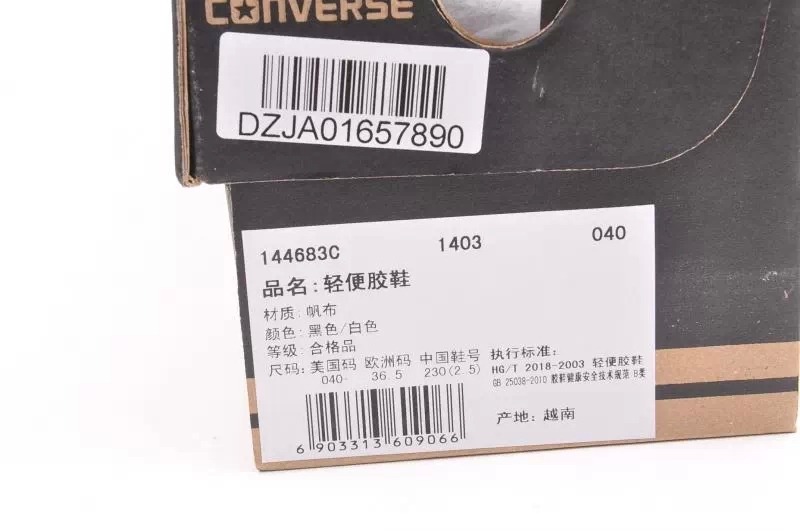 CONVERSE
DZJA01657890
144683C 1403 040
品名:轻便胶鞋
材质:帆布
颜色:黑色/白色
等级:合格品
尺码:美国码 欧洲码 中国鞋号 执行标准:
040- 36.5 230(2.5) HG/T 2018-2003 轻便胶鞋
GB 25038-2010 胶鞋健康安全技术规范 B类
产地:越南
6 903313 609066